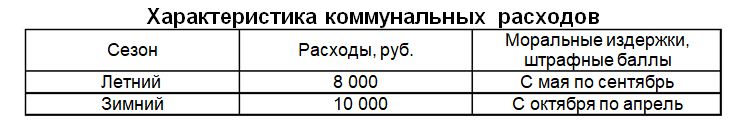 Характеристика коммунальных расходов
Сезон Расходы, руб. Моральные издержки,
штрафные баллы
Летний 8 000 С мая по сентябрь
Зимний 10 000 С октября по апрель